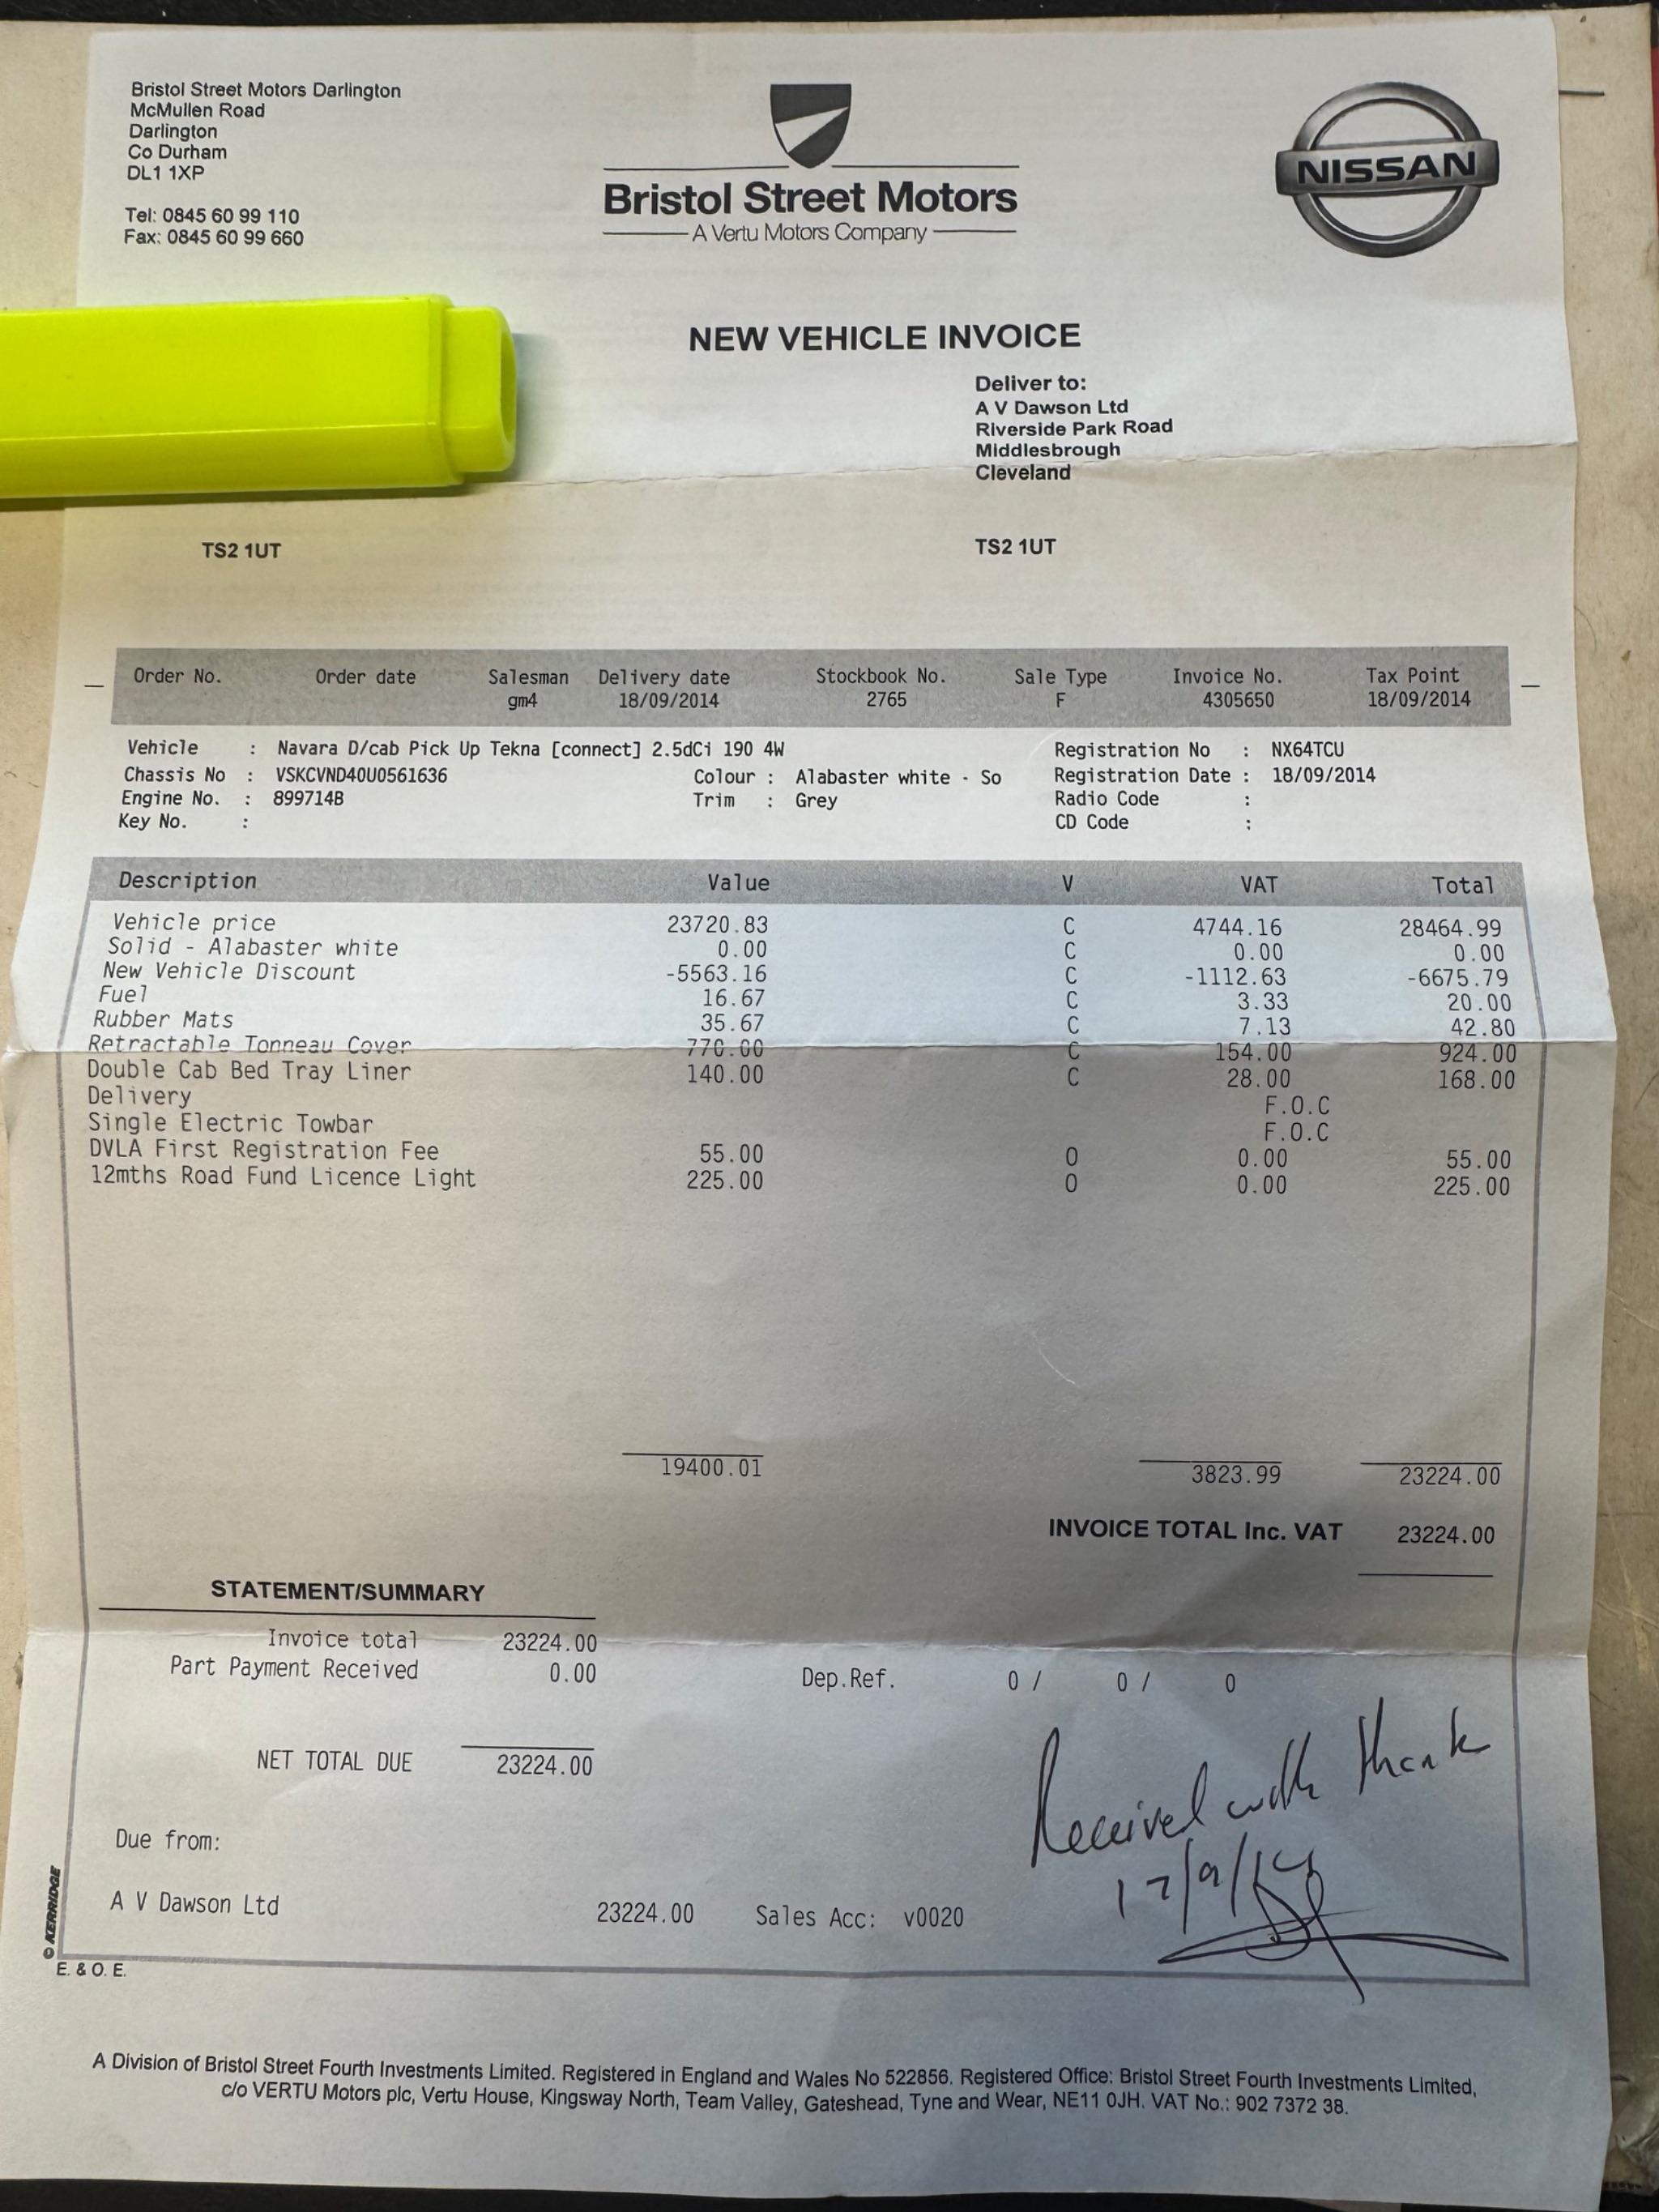 Bristol Street Motors Darlington
McMullen Road
Darlington
Co Durham
DL1 1XP
Tel: 0845 60 99 110
Fax: 0845 60 99 660
Bristol Street Motors
A Vertu Motors Company
NISSAN
NEW VEHICLE INVOICE
Deliver to:
A V Dawson Ltd
Riverside Park Road
Middlesbrough
Cleveland
TS2 1UT TS2 1UT
Order No. Order date Salesman Delivery date Stockbook No. Sale Type Invoice No. Tax Point
gm4 18/09/2014 2765 F 4305650 18/09/2014
Vehicle : Navara D/cab Pick Up Tekna [connect] 2.5dCi 190 4W Registration No : NX64TCU
Chassis No : VSKCVND40U0561636 Colour : Alabaster white - So Registration Date : 18/09/2014
Engine No. : 899714B Trim : Grey Radio Code :
Key No. : CD Code :
Description Value V VAT Total
Vehicle price 23720.83 C 4744.16 28464.99
Solid - Alabaster white 0.00 C 0.00 0.00
New Vehicle Discount -5563.16 C -1112.63 -6675.79
Fuel 16.67 C 3.33 20.00
Rubber Mats 35.67 C 7.13 42.80
Retractable Tonneau Cover 770.00 C 154.00 924.00
Double Cab Bed Tray Liner 140.00 C 28.00 168.00
Delivery F.O.C
Single Electric Towbar F.O.C
DVLA First Registration Fee 55.00 O 0.00 55.00
12mths Road Fund Licence Light 225.00 O 0.00 225.00
19400.01 3823.99 23224.00
INVOICE TOTAL Inc. VAT 23224.00
STATEMENT/SUMMARY
Invoice total 23224.00
Part Payment Received 0.00 Dep.Ref. 0 / 0 / 0
NET TOTAL DUE 23224.00
Received with thanks
17/9/14
Due from:
A V Dawson Ltd 23224.00 Sales Acc: v0020
© KERRIDGE
E. & O. E.
A Division of Bristol Street Fourth Investments Limited. Registered in England and Wales No 522856. Registered Office: Bristol Street Fourth Investments Limited,
c/o VERTU Motors plc, Vertu House, Kingsway North, Team Valley, Gateshead, Tyne and Wear, NE11 0JH. VAT No.: 902 7372 38.